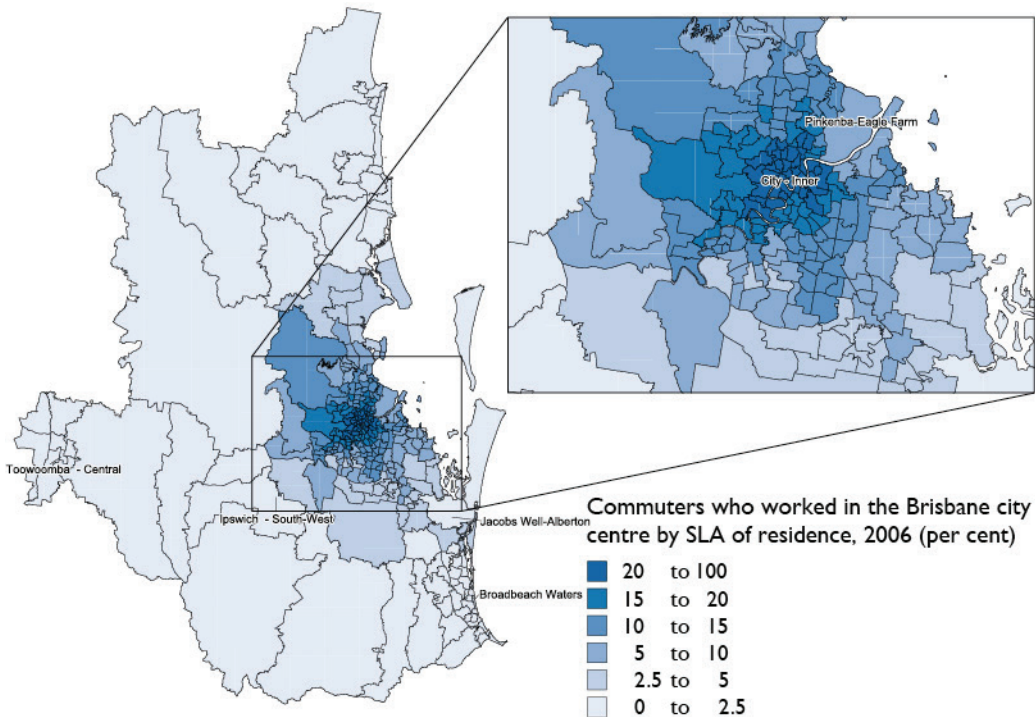 Pinkenba-Eagle Farm
City - Inner
Toowoomba - Central
Ipswich - South-West
Jacobs Well-Alberton
Broadbeach Waters
Commuters who worked in the Brisbane city
centre by SLA of residence, 2006 (per cent)
20 to 100
15 to 20
10 to 15
5 to 10
2.5 to 5
0 to 2.5